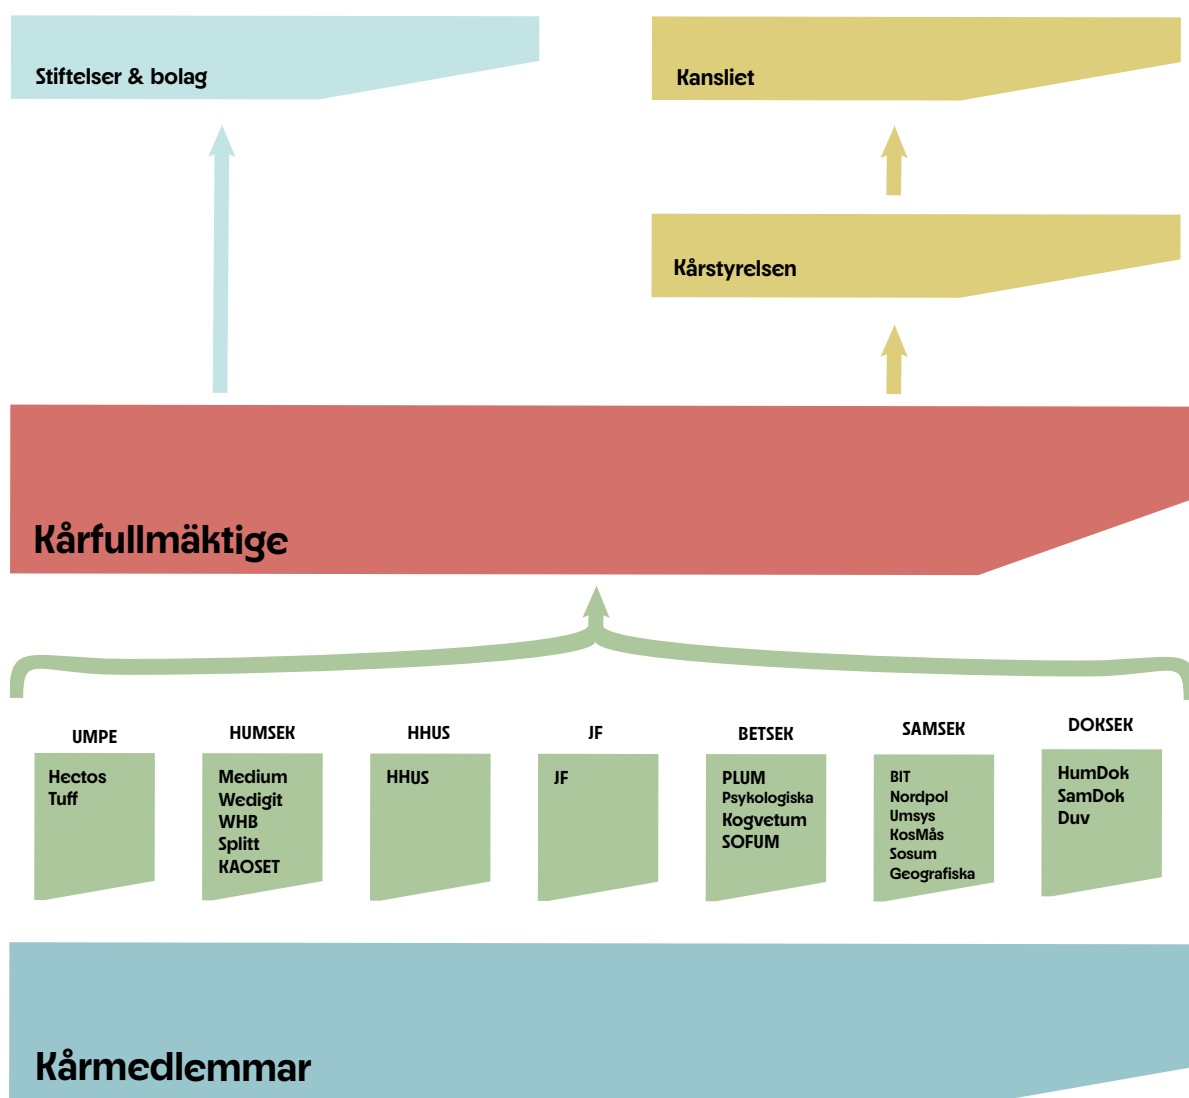 Stiftelser & bolag
Kansliet
Kårstyrelsen
Kårfullmäktige
UMPE
Hectos
Tuff
HUMSEK
Medium
Wedigit
WHB
Splitt
KAOSET
HHUS
HHUS
JF
JF
BETSEK
PLUM
Psykologiska
Kogvetum
SOFUM
SAMSEK
BIT
Nordpol
Umsys
KosMås
Sosum
Geografiska
DOKSEK
HumDok
SamDok
Duv
Kårmedlemmar